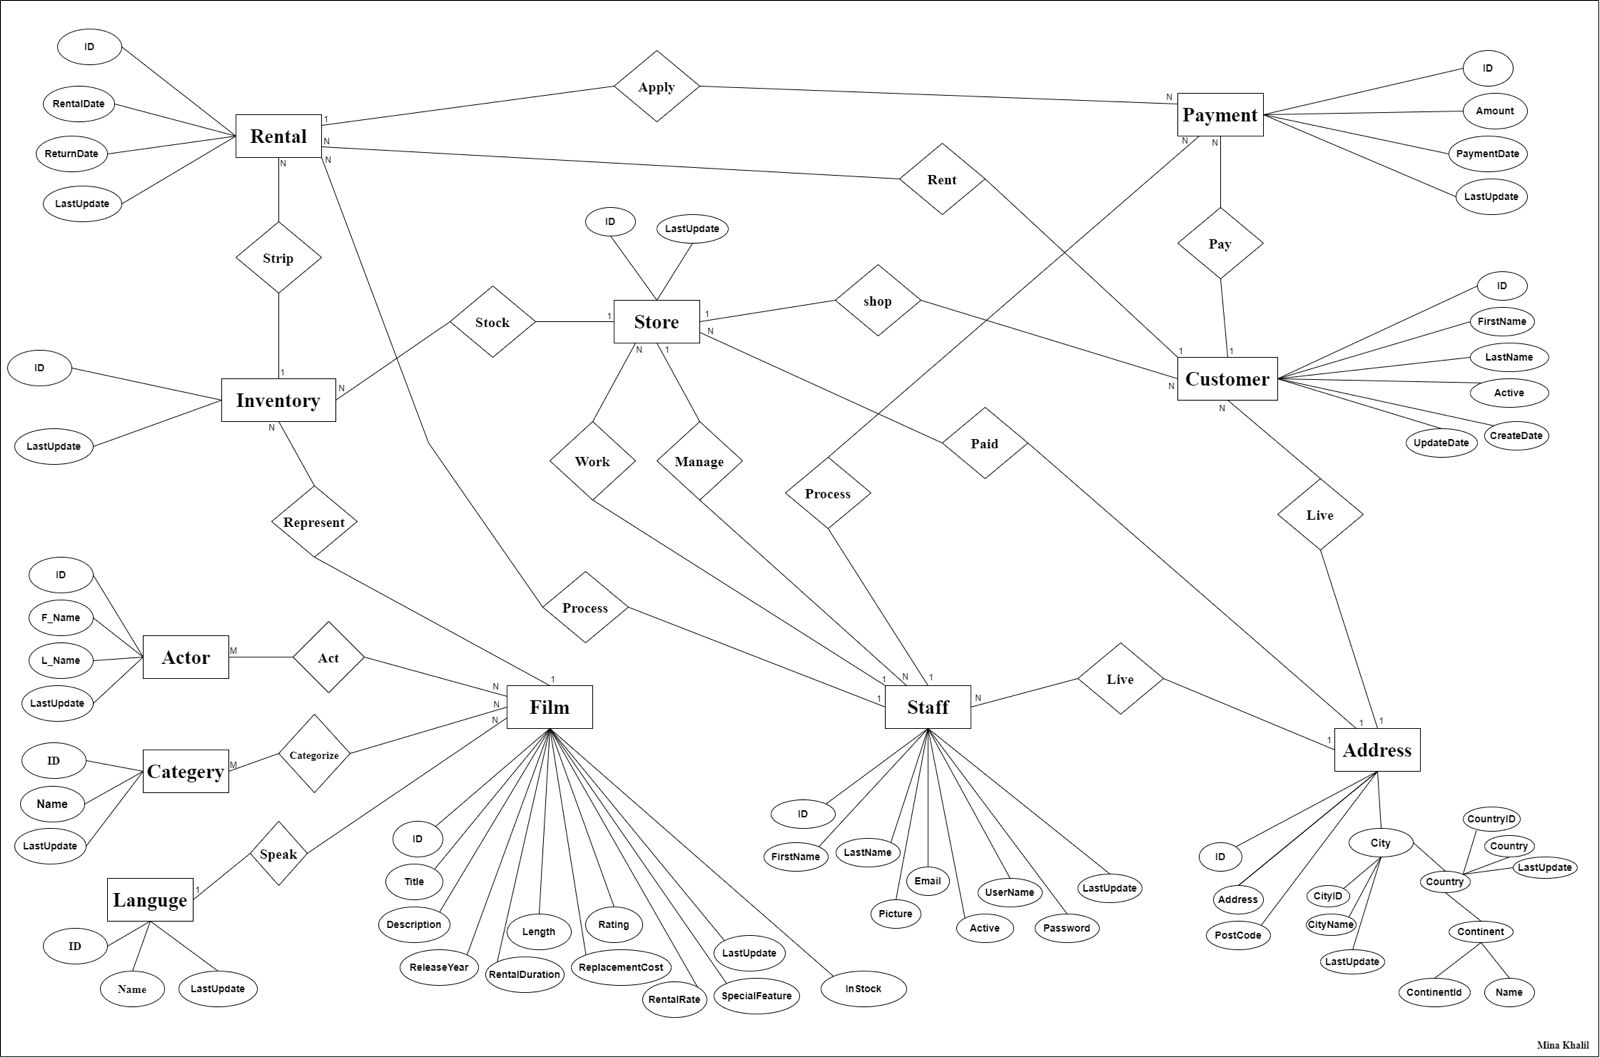 ID
RentalDate
ReturnDate
LastUpdate
Rental
1
N
N
N
Apply
N
Payment
N
N
ID
Amount
PaymentDate
LastUpdate
Rent
Pay
Strip
ID
LastUpdate
Store
1
1
N
N
1
Stock
shop
ID
FirstName
LastName
Active
CreateDate
UpdateDate
1
1
Customer
N
N
ID
LastUpdate
1
Inventory
N
N
Work
Manage
Process
Paid
Live
Represent
Process
ID
F_Name
L_Name
LastUpdate
Actor
M
Act
N
N
N
1
Film
1
N
1
1
Staff
N
Live
1
1
1
Address
ID
Name
LastUpdate
Categery
M
Categorize
Speak
1
Languge
ID
Name
LastUpdate
ID
Title
Description
ReleaseYear
RentalDuration
Length
ReplacementCost
Rating
RentalRate
SpecialFeature
LastUpdate
InStock
ID
FirstName
LastName
Picture
Email
Active
UserName
Password
LastUpdate
ID
Address
PostCode
City
CityID
CityName
LastUpdate
CountryID
Country
LastUpdate
Country
Continent
ContinentId
Name
Mina Khalil